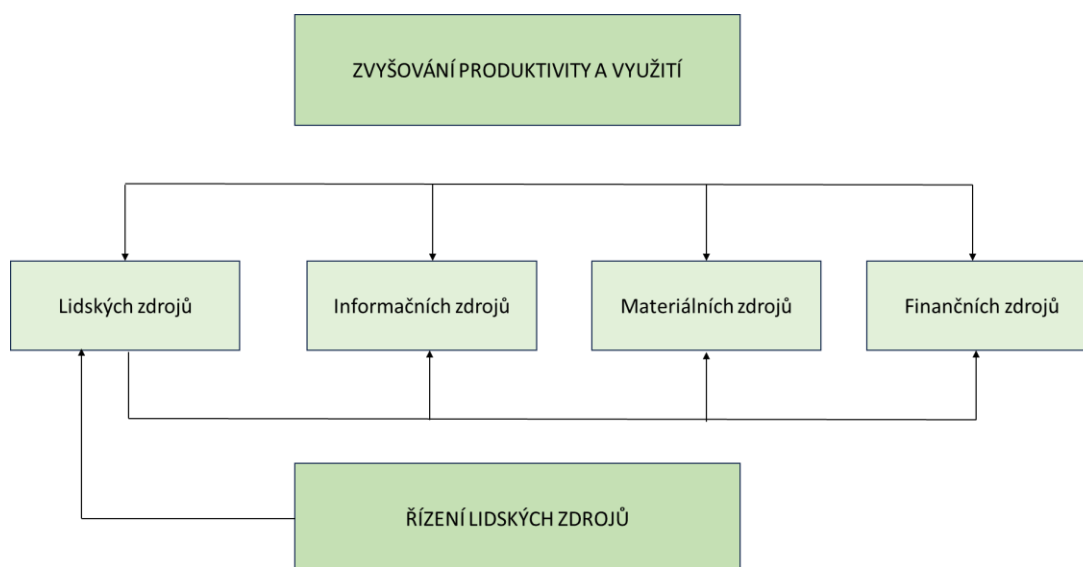 ZVYŠOVÁNÍ PRODUKTIVITY A VYUŽITÍ
Lidských zdrojů
Informačních zdrojů
Materiálních zdrojů
Finančních zdrojů
ŘÍZENÍ LIDSKÝCH ZDROJŮ